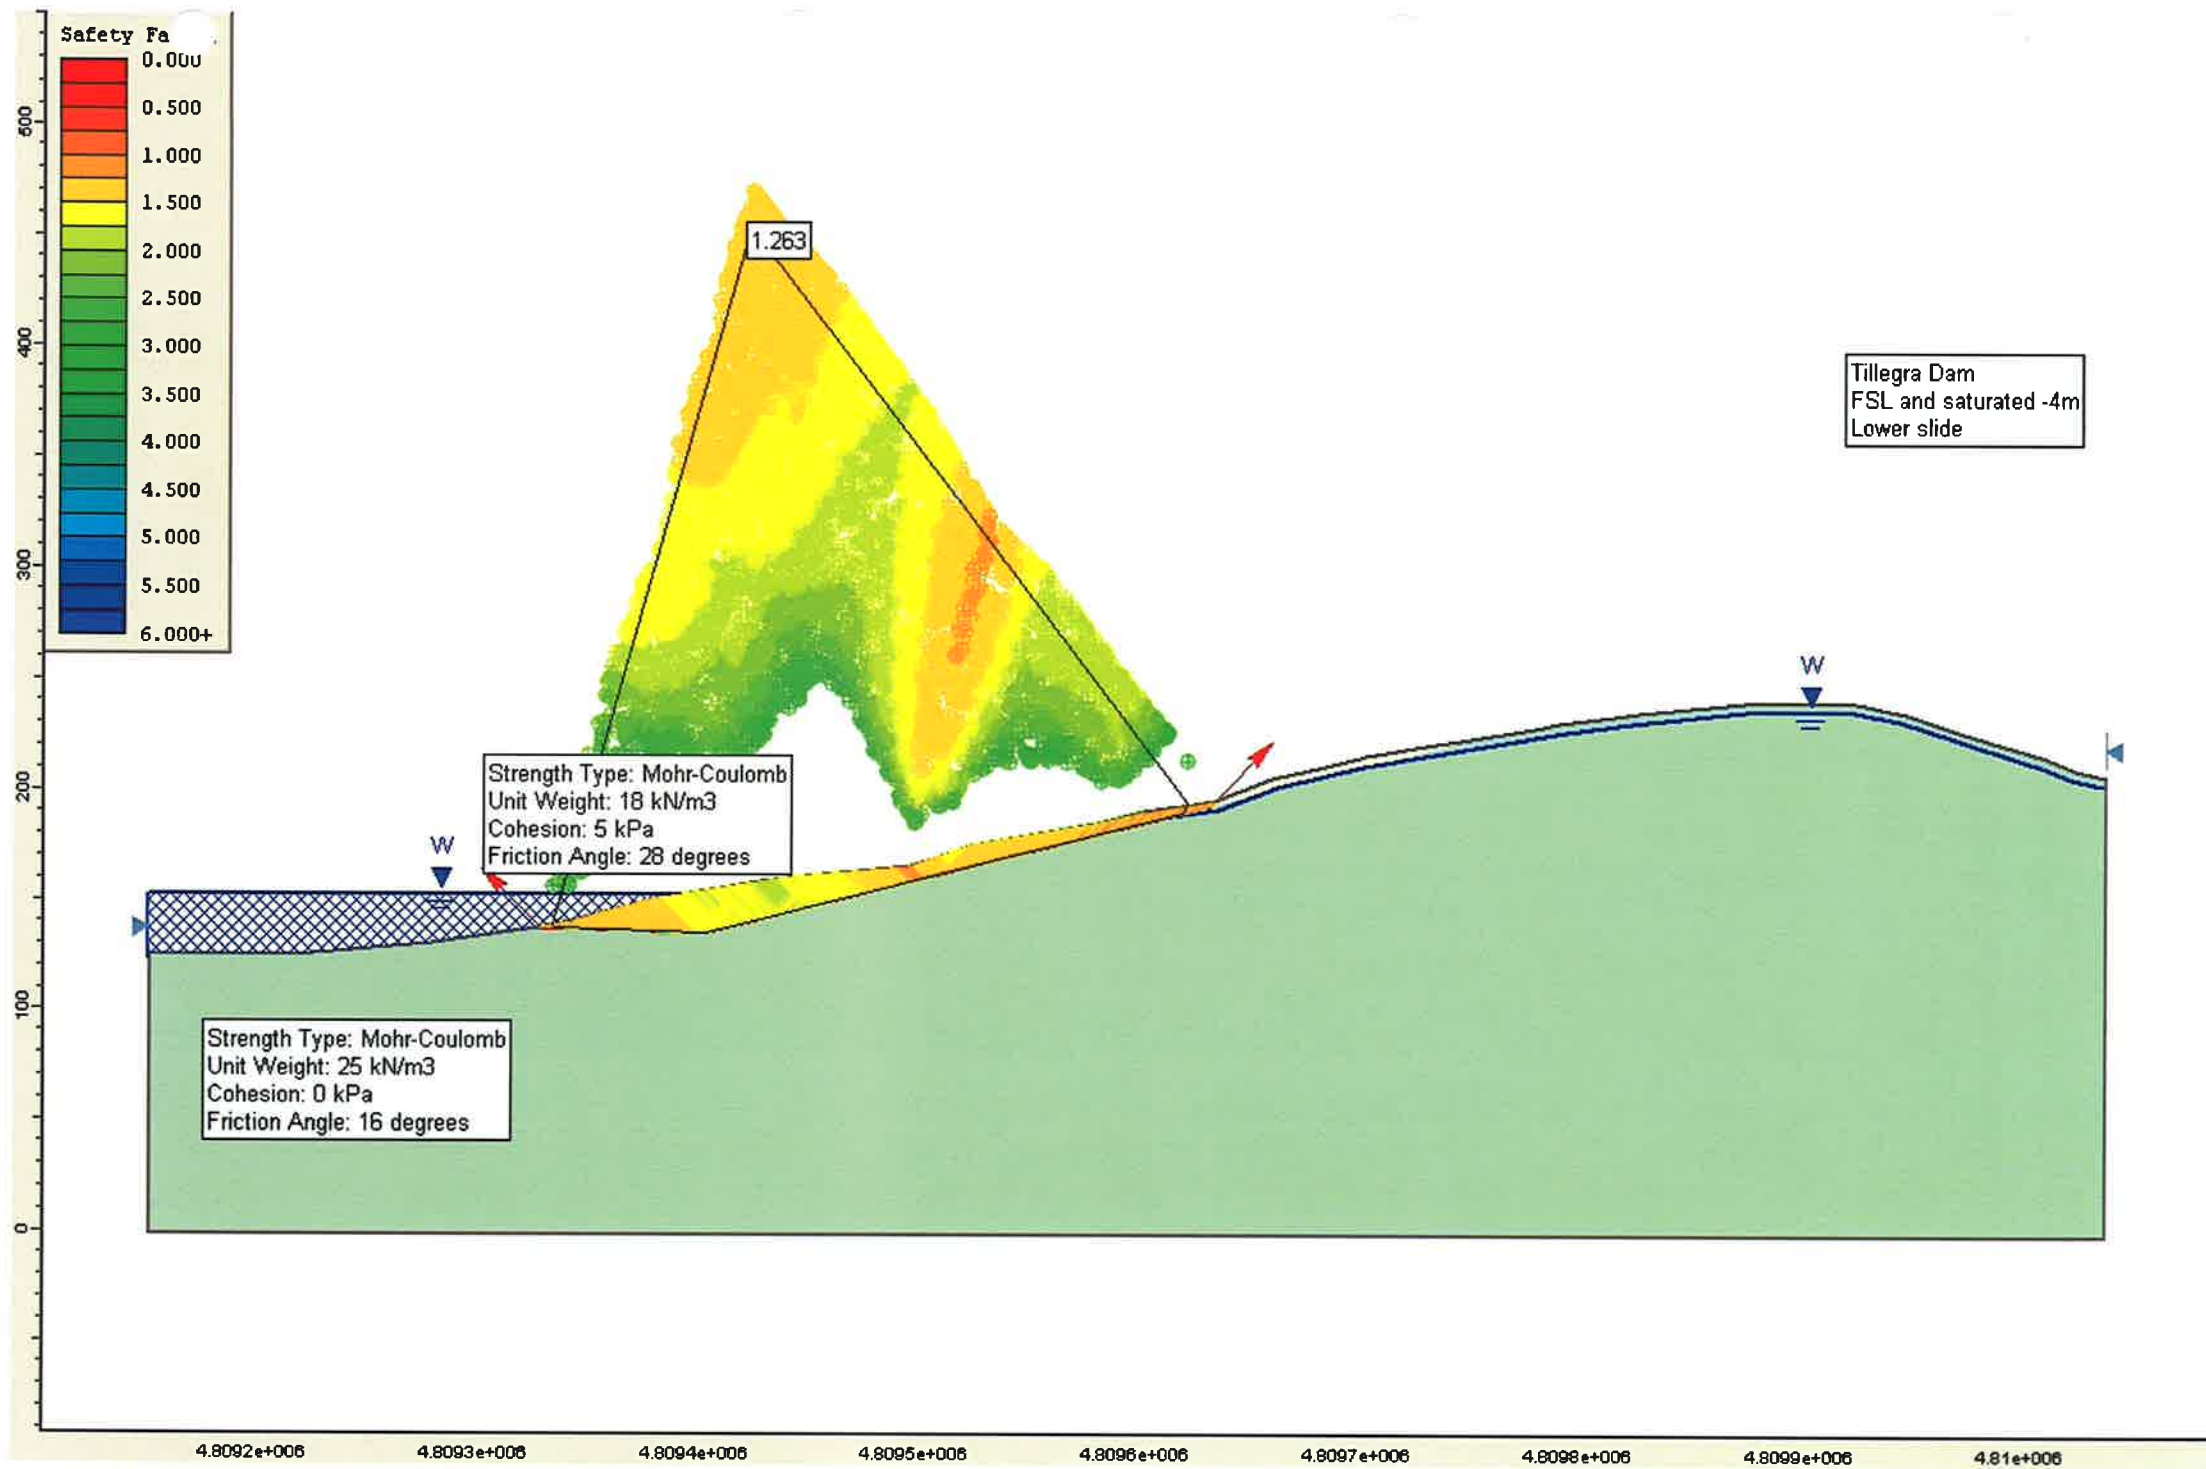 Safety Fa
0.000
0.500
1.000
1.500
2.000
2.500
3.000
3.500
4.000
4.500
5.000
5.500
6.000+
500
400
300
200
100
0
1.263
Tillegra Dam
FSL and saturated -4m
Lower slide
W
W
Strength Type: Mohr-Coulomb
Unit Weight: 18 kN/m3
Cohesion: 5 kPa
Friction Angle: 28 degrees
Strength Type: Mohr-Coulomb
Unit Weight: 25 kN/m3
Cohesion: 0 kPa
Friction Angle: 16 degrees
4.8092e+006
4.8093e+006
4.8094e+006
4.8095e+006
4.8096e+006
4.8097e+006
4.8098e+006
4.8099e+006
4.81e+006